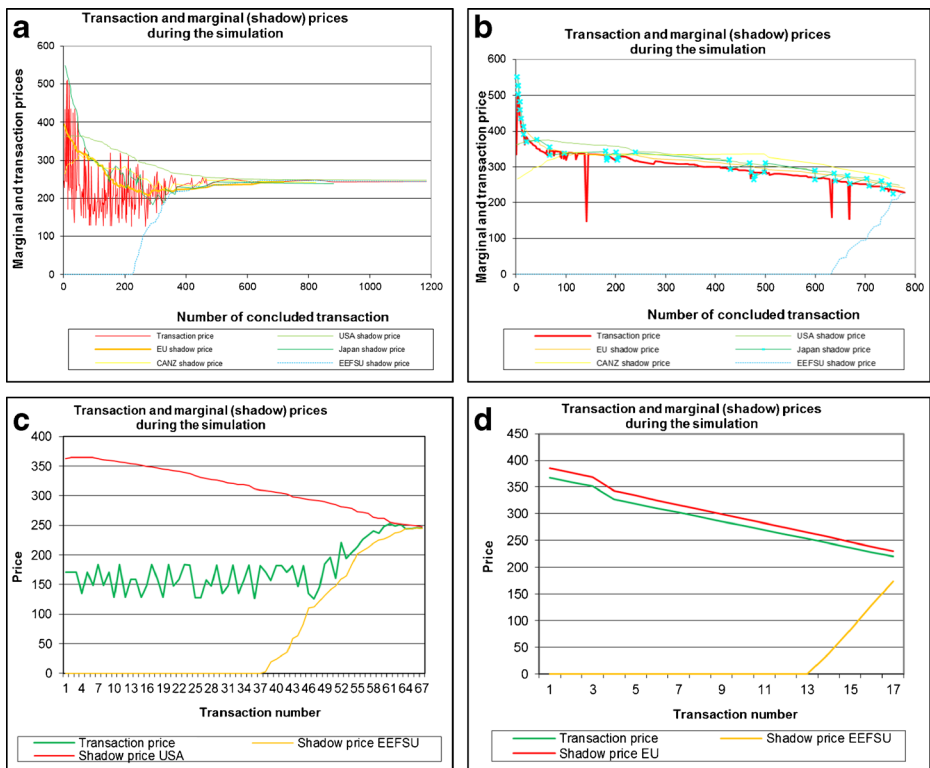 a
Transaction and marginal (shadow) prices
during the simulation
Marginal and transaction prices
600
500
400
300
200
100
0
0 200 400 600 800 1000 1200
Number of concluded transaction
Transaction price
USA shadow price
EU shadow price
Japan shadow price
CANZ shadow price
EEFSU shadow price
b
Transaction and marginal (shadow) prices
during the simulation
Marginal and transaction price
600
500
400
300
200
100
0
0 100 200 300 400 500 600 700 800
Number of concluded transaction
Transaction price
USA shadow price
EU shadow price
Japan shadow price
CANZ shadow price
EEFSU shadow price
c
Transaction and marginal (shadow) prices
during the simulation
Price
400
350
300
250
200
150
100
50
0
1 4 7 10 13 16 19 22 25 28 31 34 37 40 43 46 49 52 55 58 61 64 67
Transaction number
Transaction price
Shadow price EEFSU
Shadow price USA
d
Transaction and marginal (shadow) prices
during the simulation
Price
450
400
350
300
250
200
150
100
50
0
1 3 5 7 9 11 13 15 17
Transaction number
Transaction price
Shadow price EEFSU
Shadow price EU